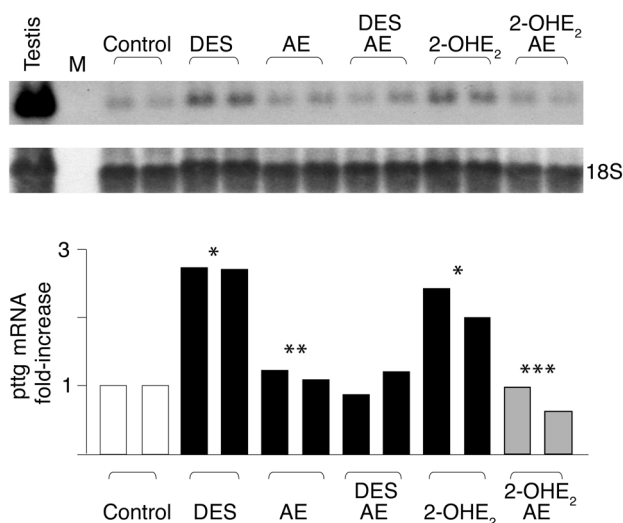 Testis
M
Control
DES
AE
DES
AE
2-OHE₂
2-OHE₂
AE
18S
3
1
pttg mRNA
fold-increase
*
**
*
***
Control
DES
AE
DES
AE
2-OHE₂
2-OHE₂
AE